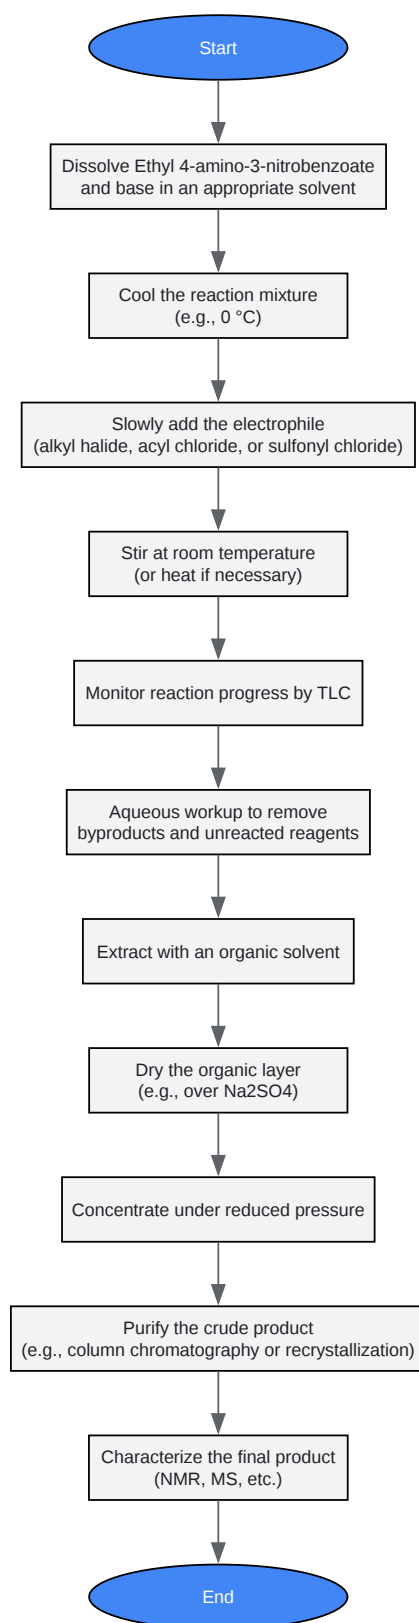 Start
Dissolve Ethyl 4-amino-3-nitrobenzoate
and base in an appropriate solvent
Cool the reaction mixture
(e.g., 0 °C)
Slowly add the electrophile
(alkyl halide, acyl chloride, or sulfonyl chloride)
Stir at room temperature
(or heat if necessary)
Monitor reaction progress by TLC
Aqueous workup to remove
byproducts and unreacted reagents
Extract with an organic solvent
Dry the organic layer
(e.g., over Na2SO4)
Concentrate under reduced pressure
Purify the crude product
(e.g., column chromatography or recrystallization)
Characterize the final product
(NMR, MS, etc.)
End